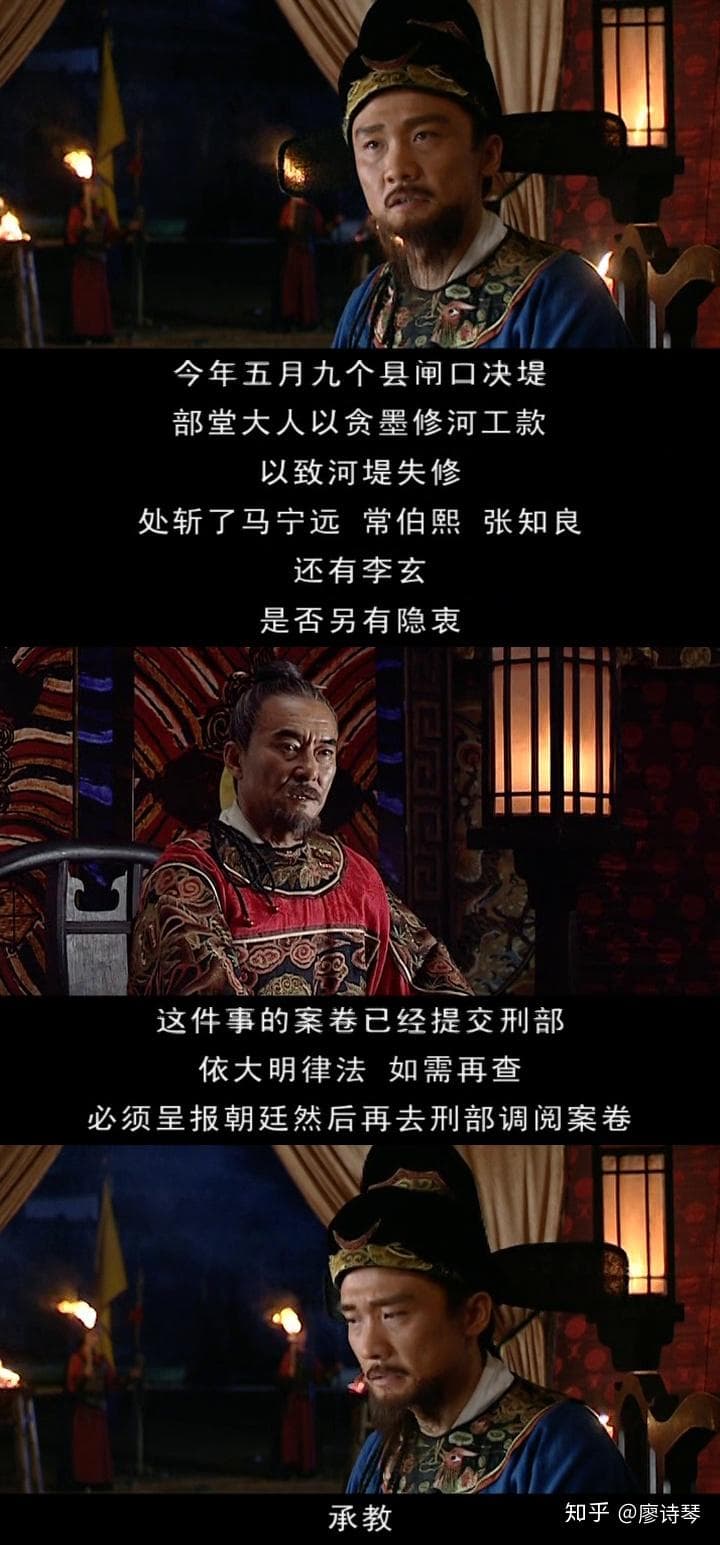 今年五月九个县闸口决堤
部堂大人以贪墨修河工款
以致河堤失修
处斩了马宁远 常伯熙 张知良
还有李玄
是否另有隐衷
这件事的案卷已经提交刑部
依大明律法 如需再查
必须呈报朝廷然后再去刑部调阅案卷
承教
知乎 @廖诗琴